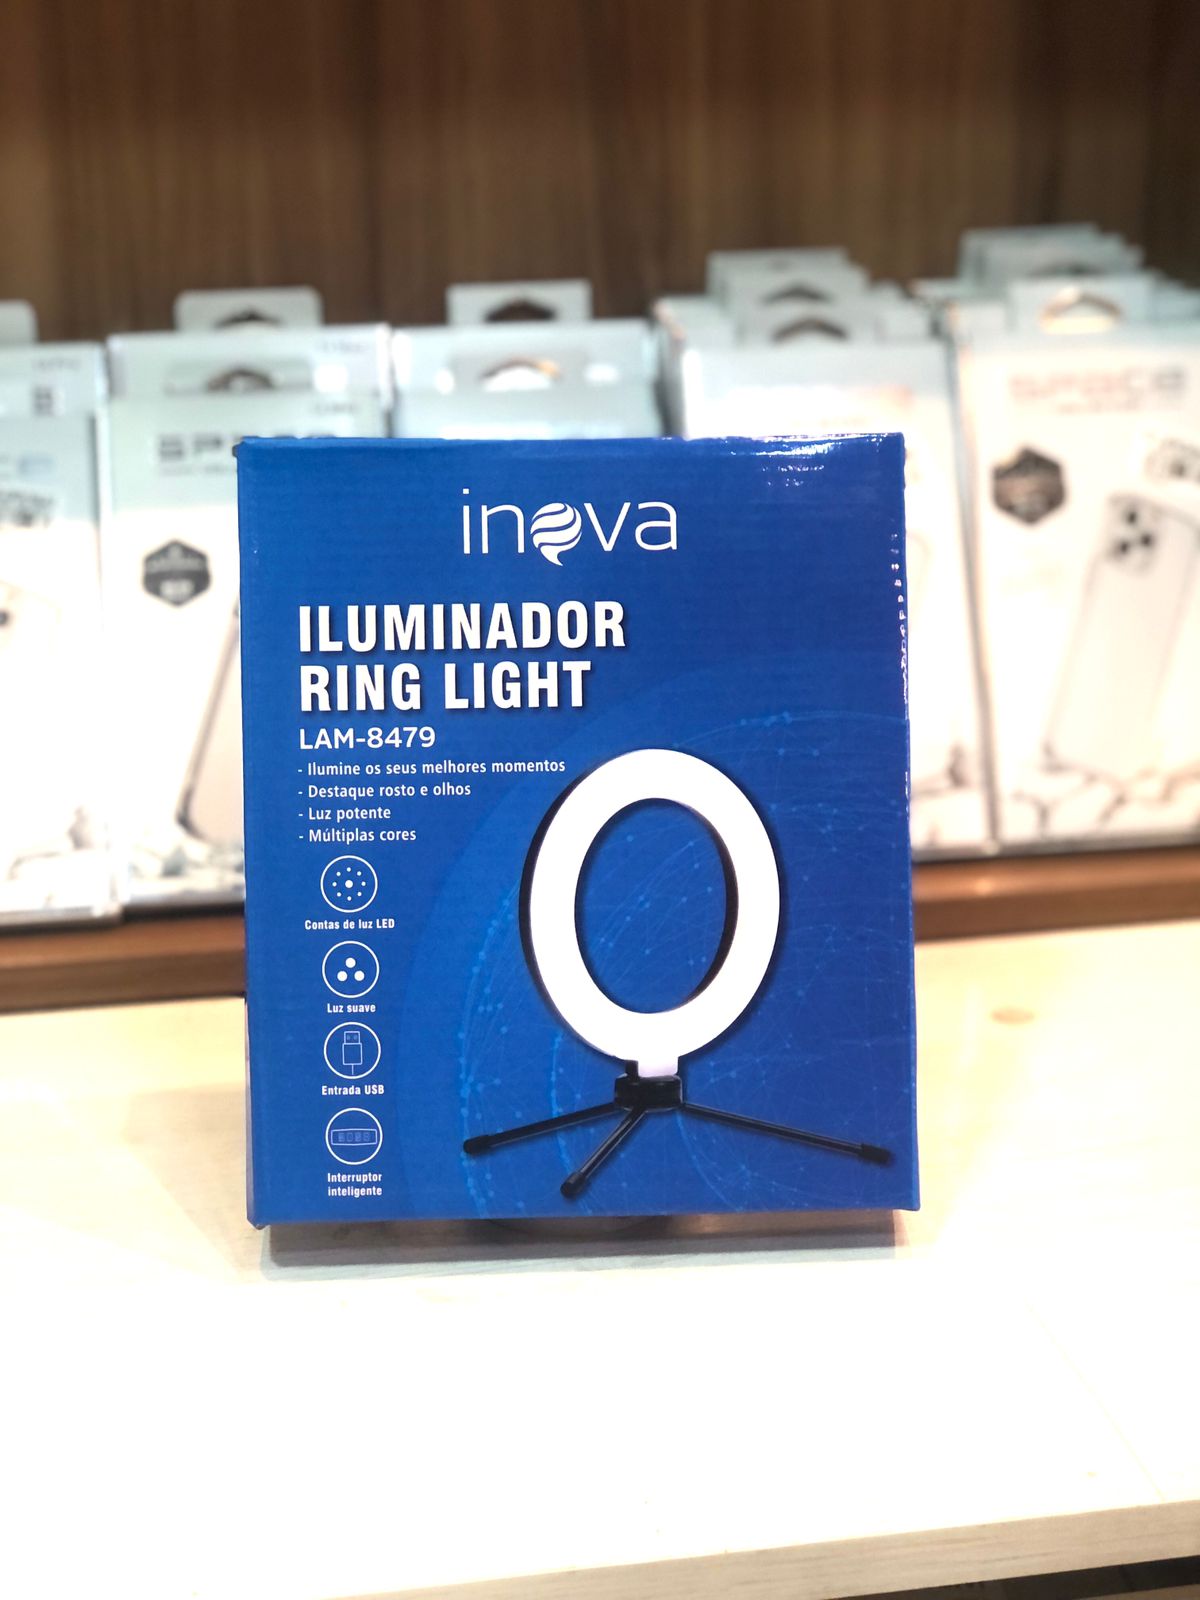 inova
ILUMINADOR
RING LIGHT
LAM-8479
- Ilumine os seus melhores momentos
- Destaque rosto e olhos
- Luz potente
- Múltiplas cores
Contas de luz LED
Luz suave
Entrada USB
Interruptor
inteligente